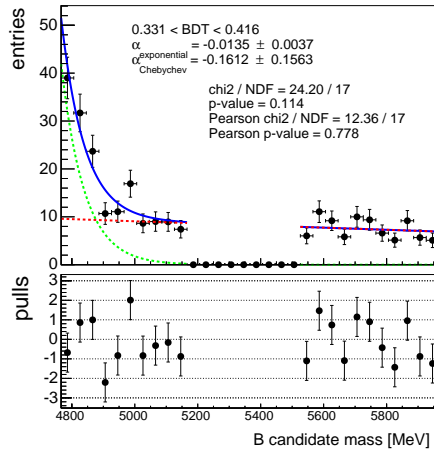 entries
50
40
30
20
10
0
0.331 < BDT < 0.416
α exponential = -0.0135 ± 0.0037
α Chebychev = -0.1612 ± 0.1563
chi2 / NDF = 24.20 / 17
p-value = 0.114
Pearson chi2 / NDF = 12.36 / 17
Pearson p-value = 0.778
pulls
3
2
1
0
-1
-2
-3
4800 5000 5200 5400 5600 5800
B candidate mass [MeV]